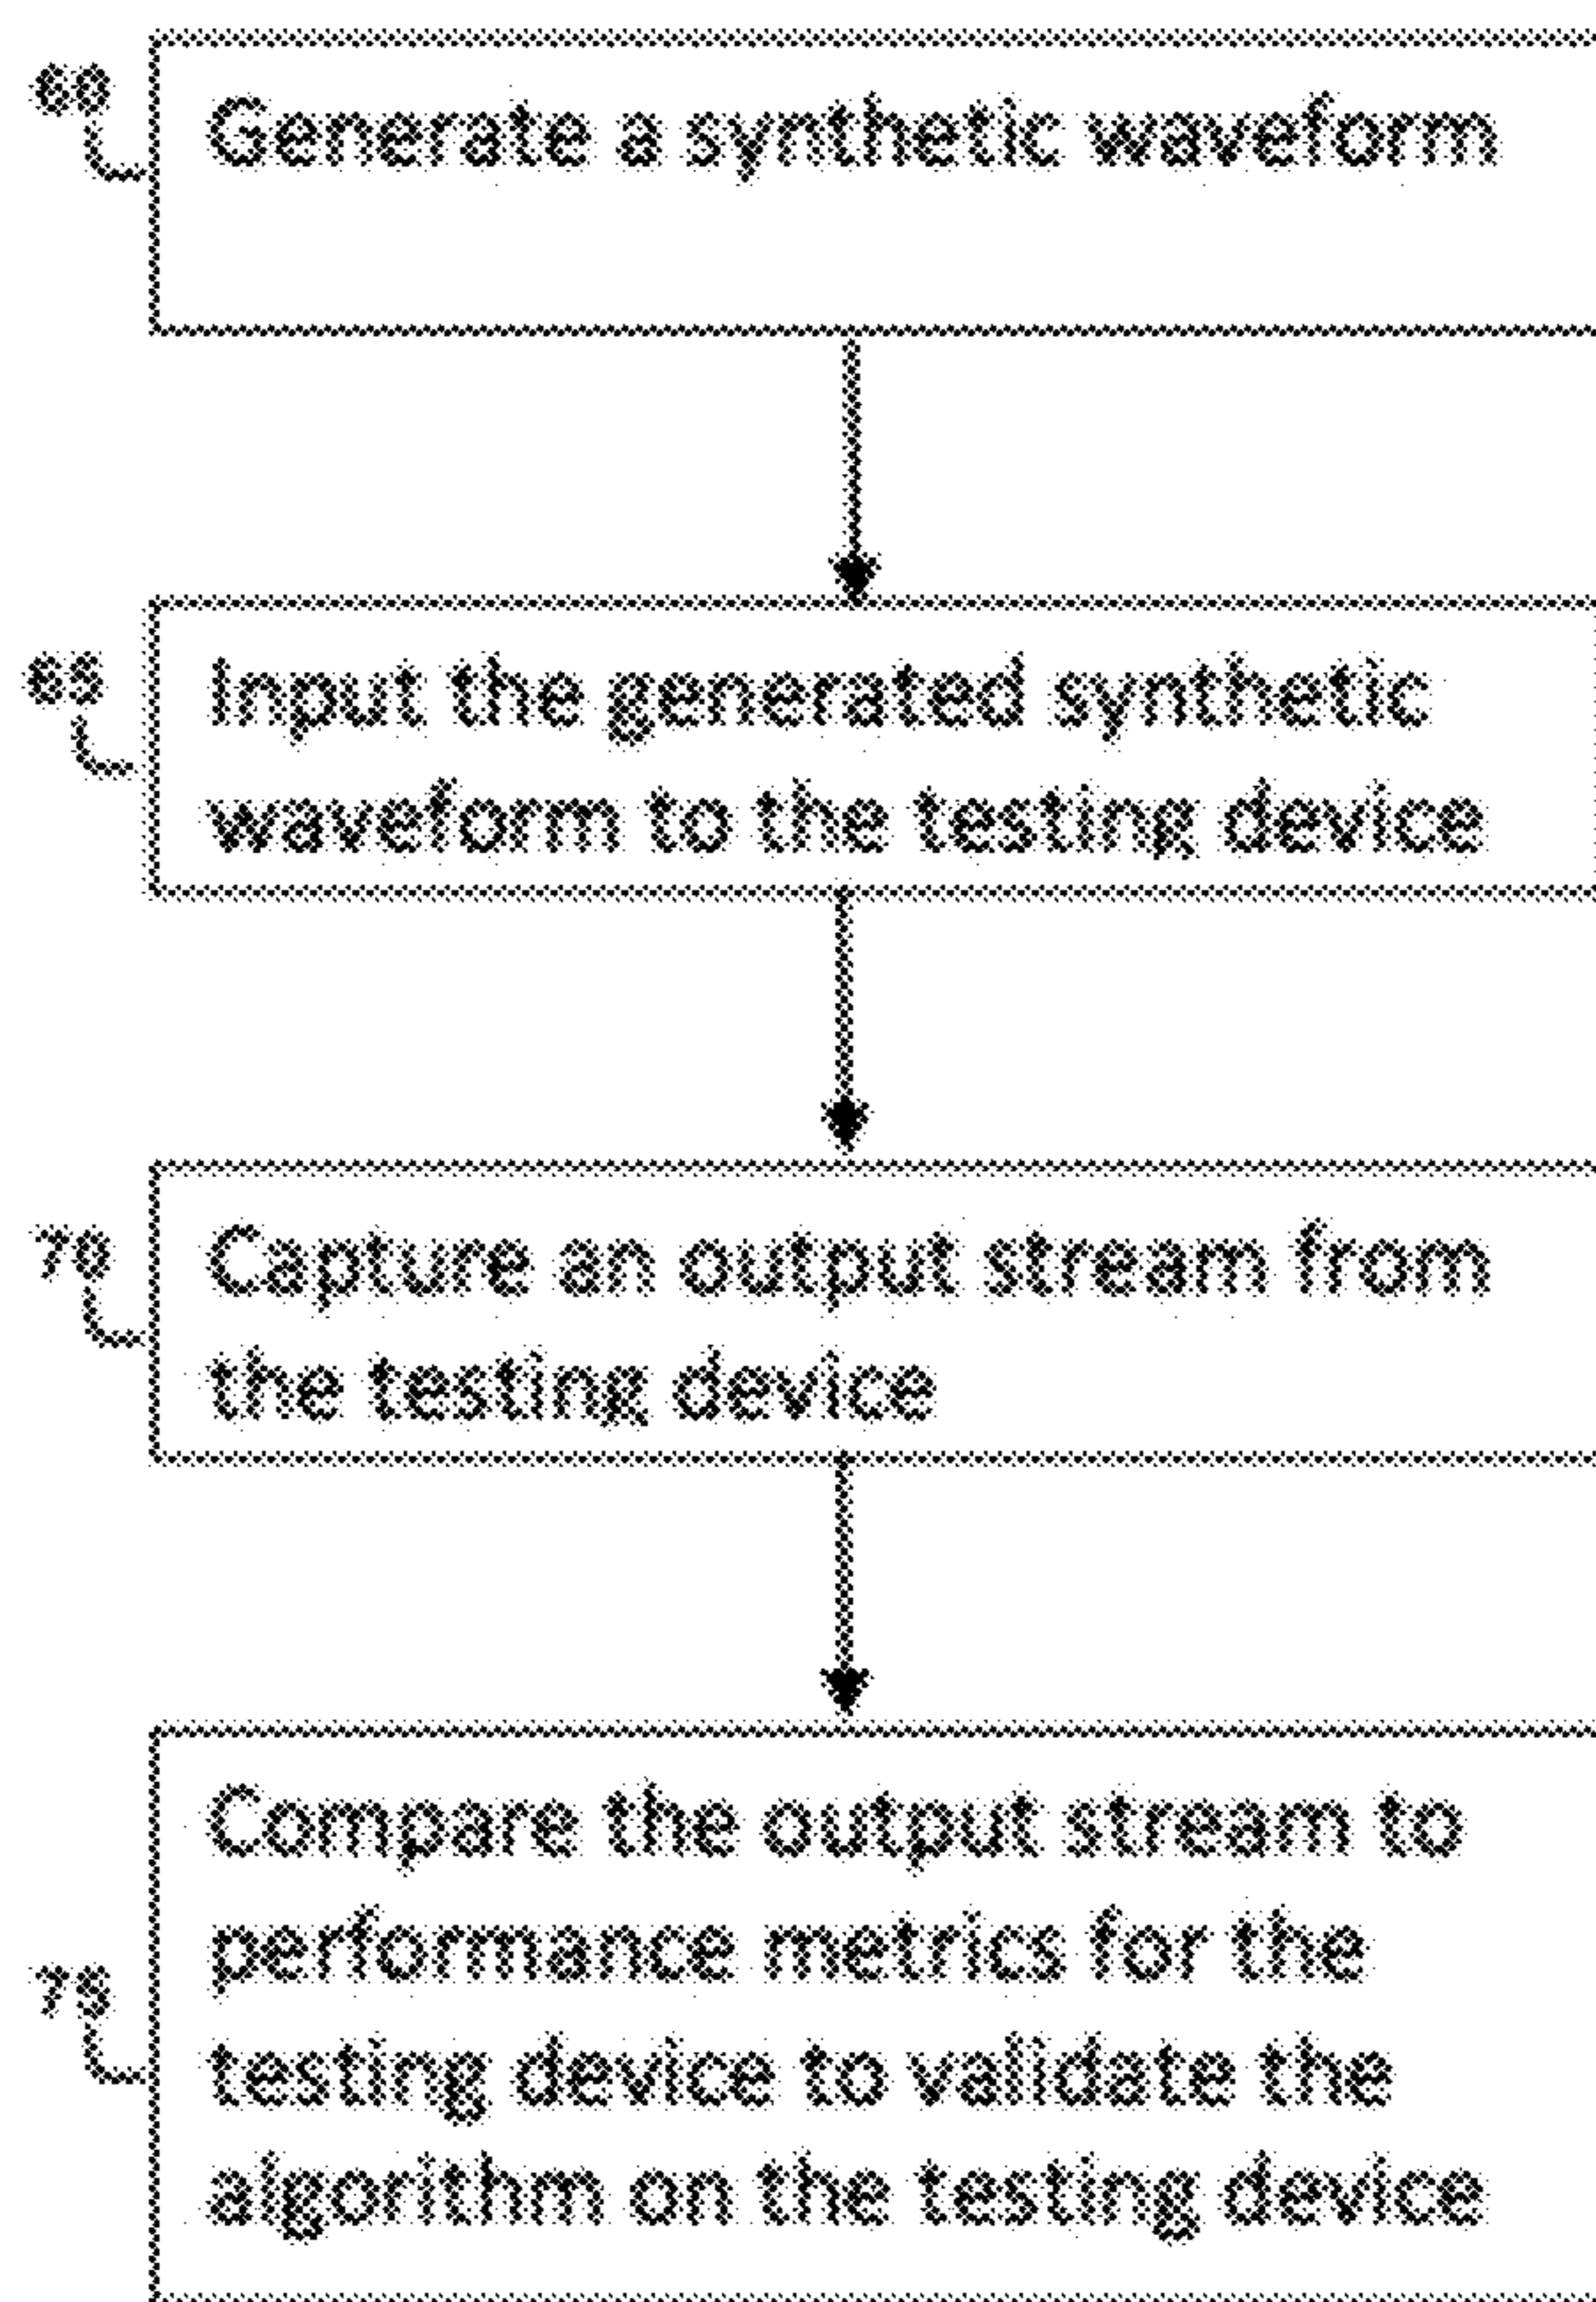 60
Generate a synthetic waveform
65
Input the generated synthetic
waveform to the testing device
70
Capture an output stream from
the testing device
75
Compare the output stream to
performance metrics for the
testing device to validate the
algorithm on the testing device